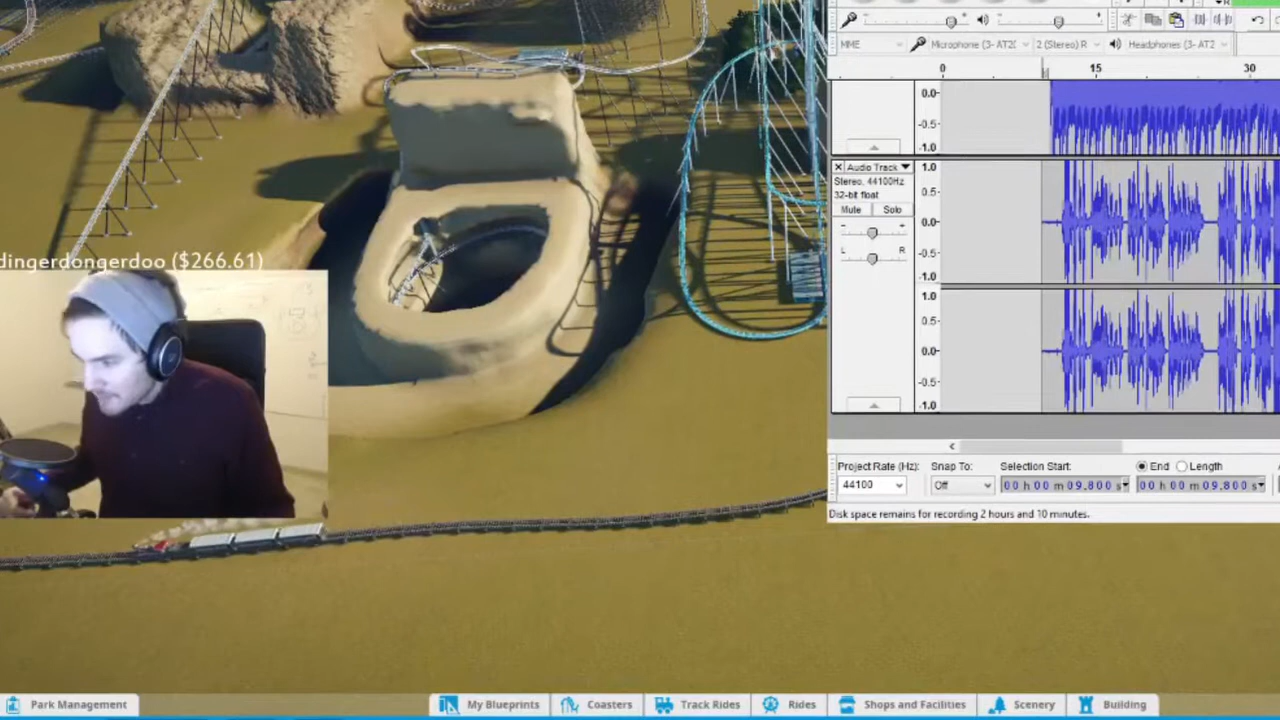 MME
Microphone (3- AT2(
2 (Stereo) R
Headphones (3- AT2
0
15
30
0.0-
-0.5-
-1.0
Audio Track
Stereo, 44100Hz
32-bit float
Mute Solo
- +
L R
1.0
0.5-
0.0-
-0.5-
-1.0
1.0
0.5-
0.0-
-0.5-
-1.0
dingerdongerdoo ($266.61)
Project Rate (Hz):
Snap To:
Selection Start:
End
Length
44100
Off
00 h 00 m 09.800 s
00 h 00 m 09.800 s
Disk space remains for recording 2 hours and 10 minutes.
Park Management
My Blueprints
Coasters
Track Rides
Rides
Shops and Facilities
Scenery
Building